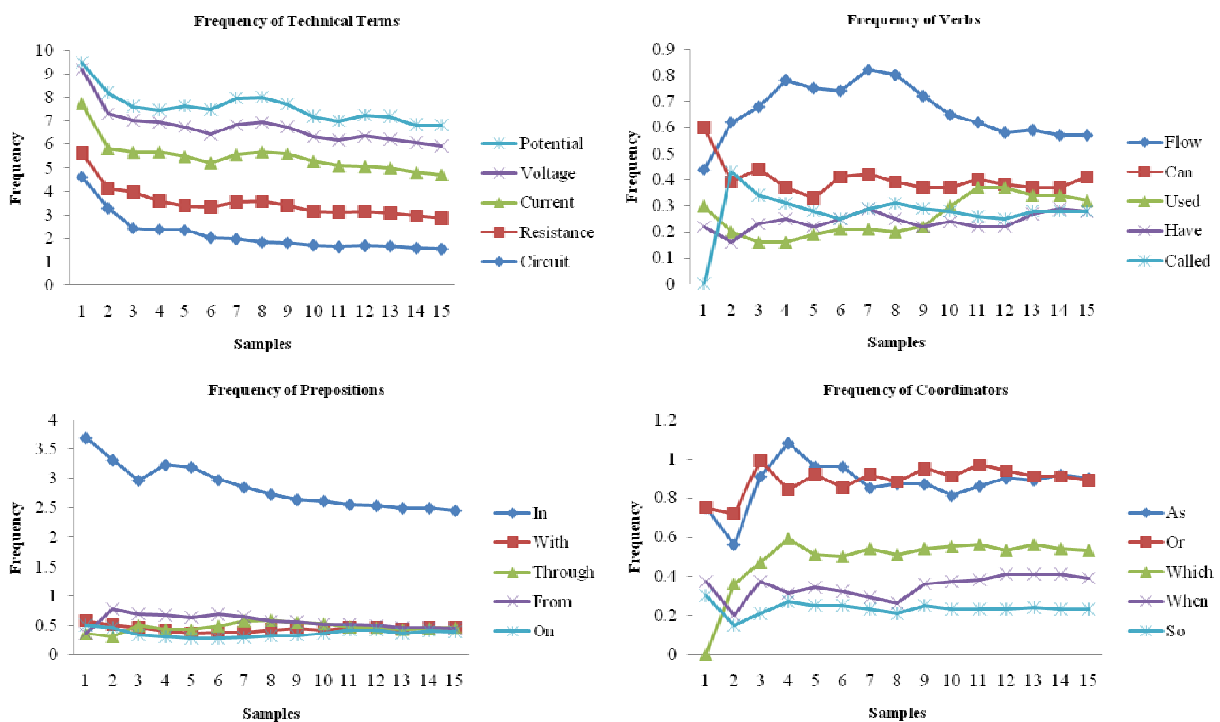 Frequency of Technical Terms
10
9
8
7
6
5
4
3
2
1
0
Frequency
1 2 3 4 5 6 7 8 9 10 11 12 13 14 15
Samples
Potential
Voltage
Current
Resistance
Circuit
Frequency of Verbs
0.9
0.8
0.7
0.6
0.5
0.4
0.3
0.2
0.1
0
Frequency
1 2 3 4 5 6 7 8 9 10 11 12 13 14 15
Samples
Flow
Can
Used
Have
Called
Frequency of Prepositions
4
3.5
3
2.5
2
1.5
1
0.5
0
Frequency
1 2 3 4 5 6 7 8 9 10 11 12 13 14 15
Samples
In
With
Through
From
On
Frequency of Coordinators
1.2
1
0.8
0.6
0.4
0.2
0
Frequency
1 2 3 4 5 6 7 8 9 10 11 12 13 14 15
Samples
As
Or
Which
When
So